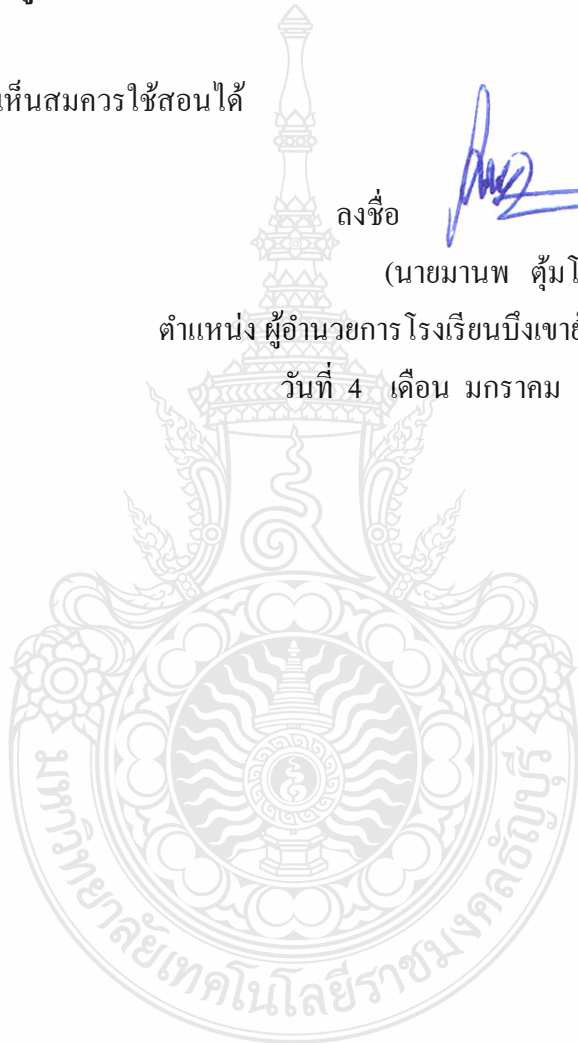 เห็นสมควรใช้สอนได้
ลงชื่อ
(นายมานพ ตุ้มโ
ตำแหน่ง ผู้อำนวยการโรงเรียนบึงเขาย้
วันที่ 4 เดือน มกราคม
มหาวิทยาลัยเทคโนโลยีราชมงคลธัญบุรี